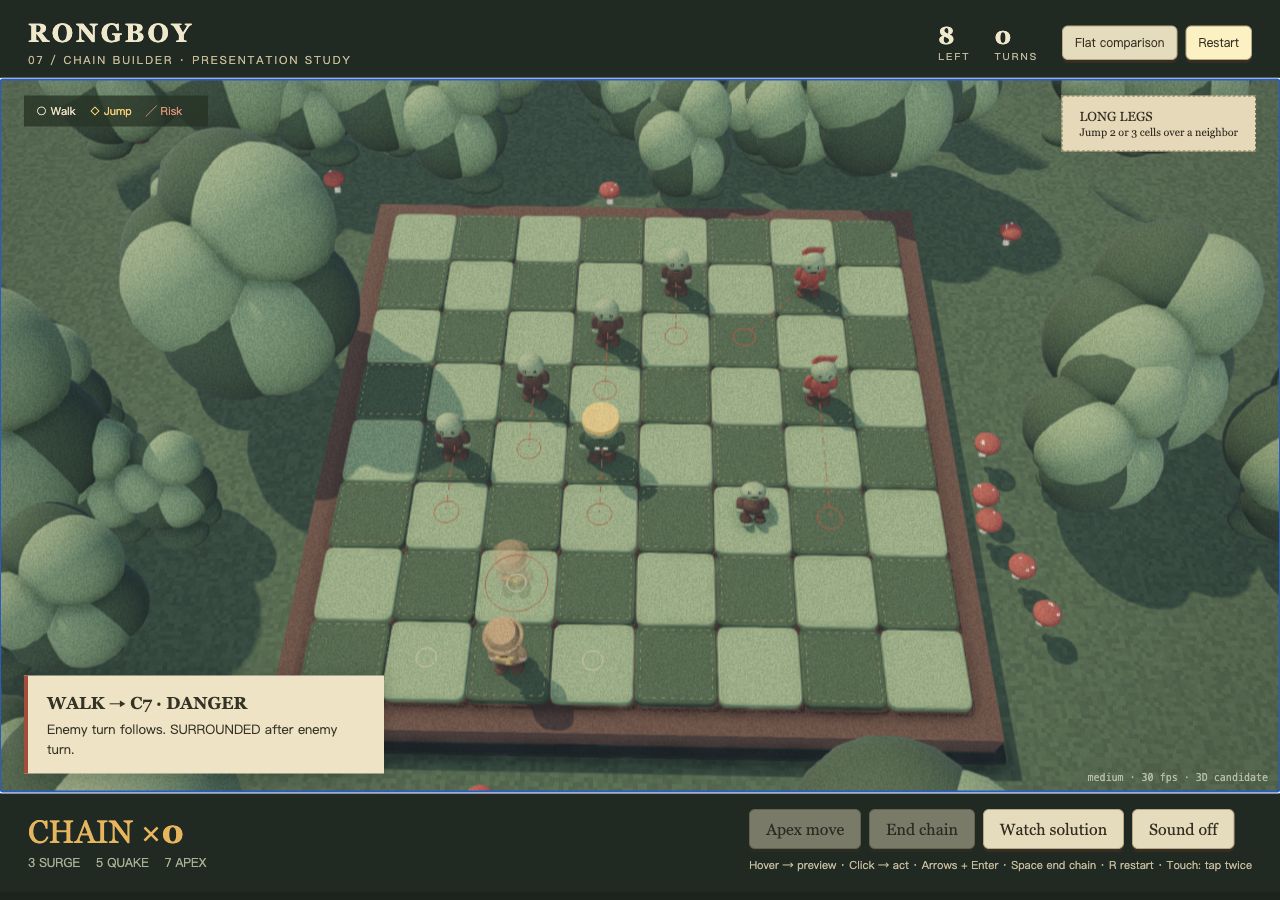 RONGBOY
07 / CHAIN BUILDER · PRESENTATION STUDY
8 LEFT
0 TURNS
Flat comparison
Restart
Walk
Jump
Risk
LONG LEGS
Jump 2 or 3 cells over a neighbor
WALK → C7 · DANGER
Enemy turn follows. SURROUNDED after enemy
turn.
medium · 30 fps · 3D candidate
CHAIN ×0
3 SURGE 5 QUAKE 7 APEX
Apex move
End chain
Watch solution
Sound off
Hover → preview · Click → act · Arrows + Enter · Space end chain · R restart · Touch: tap twice